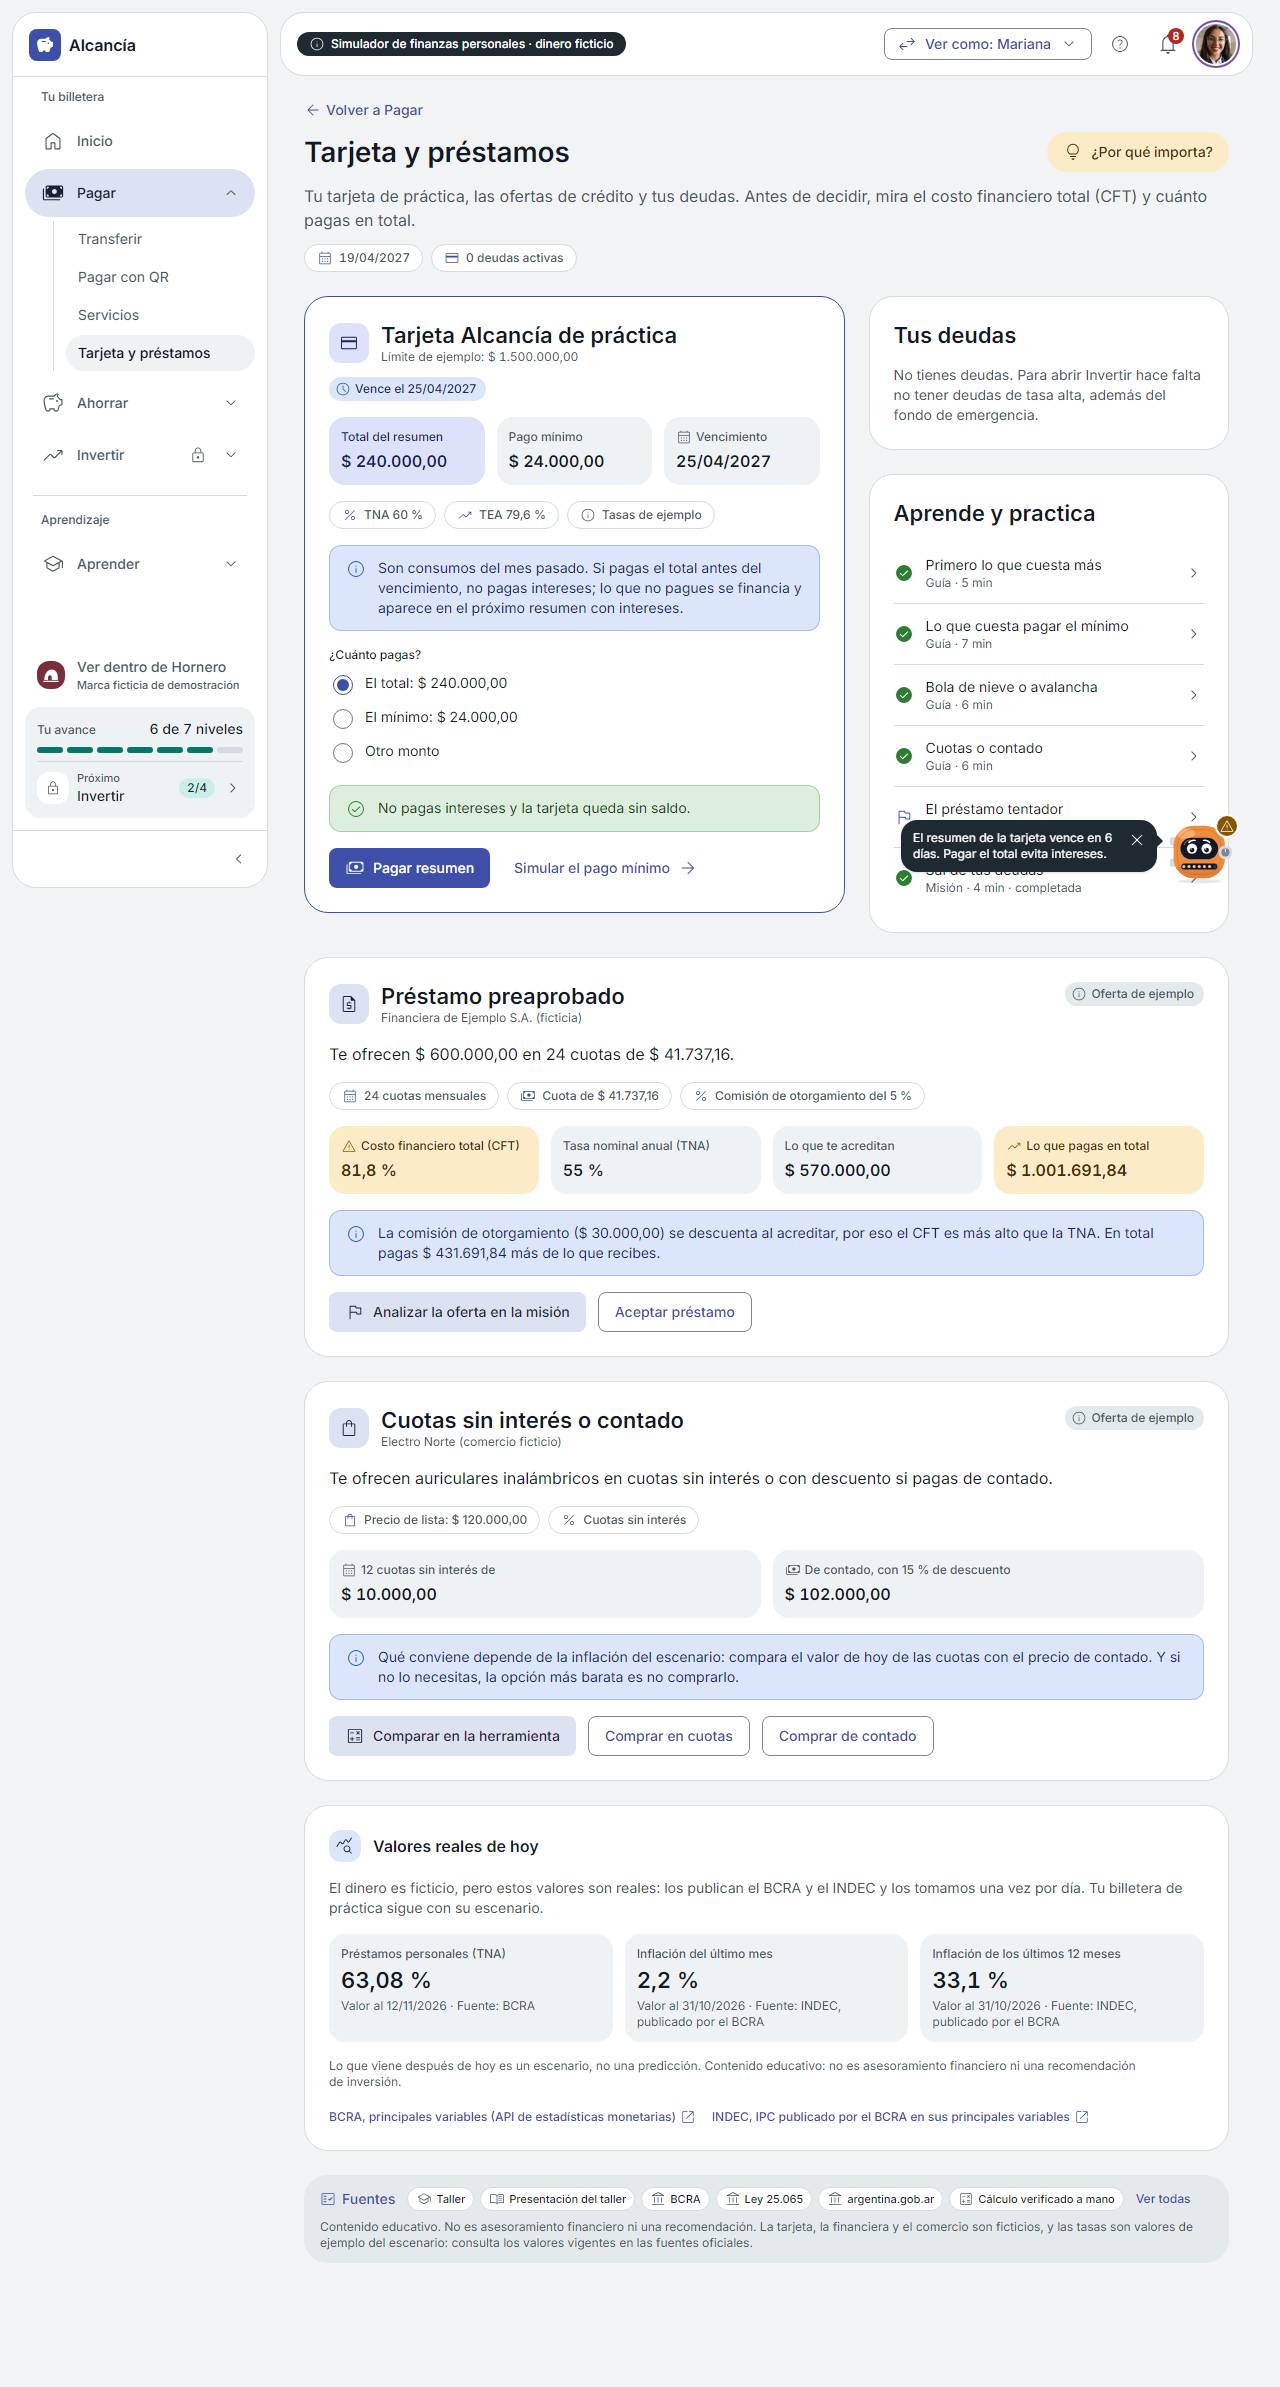 Alcancía
Tu billetera
Inicio
Pagar
Transferir
Pagar con QR
Servicios
Tarjeta y préstamos
Ahorrar
Invertir
Aprendizaje
Aprender
Ver dentro de Hornero
Marca ficticia de demostración
Tu avance
6 de 7 niveles
Próximo
Invertir
2/4
Simulador de finanzas personales · dinero ficticio
Ver como: Mariana
8
Volver a Pagar
Tarjeta y préstamos
¿Por qué importa?
Tu tarjeta de práctica, las ofertas de crédito y tus deudas. Antes de decidir, mira el costo financiero total (CFT) y cuánto
pagas en total.
19/04/2027
0 deudas activas
Tarjeta Alcancía de práctica
Límite de ejemplo: $ 1.500.000,00
Vence el 25/04/2027
Total del resumen
$ 240.000,00
Pago mínimo
$ 24.000,00
Vencimiento
25/04/2027
TNA 60 %
TEA 79,6 %
Tasas de ejemplo
Son consumos del mes pasado. Si pagas el total antes del
vencimiento, no pagas intereses; lo que no pagues se financia y
aparece en el próximo resumen con intereses.
¿Cuánto pagas?
El total: $ 240.000,00
El mínimo: $ 24.000,00
Otro monto
No pagas intereses y la tarjeta queda sin saldo.
Pagar resumen
Simular el pago mínimo
Tus deudas
No tienes deudas. Para abrir Invertir hace falta
no tener deudas de tasa alta, además del
fondo de emergencia.
Aprende y practica
Primero lo que cuesta más
Guía · 5 min
Lo que cuesta pagar el mínimo
Guía · 7 min
Bola de nieve o avalancha
Guía · 6 min
Cuotas o contado
Guía · 6 min
El préstamo tentador
El resumen de la tarjeta vence en 6
días. Pagar el total evita intereses.
Misión · 4 min · completada
Préstamo preaprobado
Financiera de Ejemplo S.A. (ficticia)
Oferta de ejemplo
Te ofrecen $ 600.000,00 en 24 cuotas de $ 41.737,16.
24 cuotas mensuales
Cuota de $ 41.737,16
Comisión de otorgamiento del 5 %
Costo financiero total (CFT)
81,8 %
Tasa nominal anual (TNA)
55 %
Lo que te acreditan
$ 570.000,00
Lo que pagas en total
$ 1.001.691,84
La comisión de otorgamiento ($ 30.000,00) se descuenta al acreditar, por eso el CFT es más alto que la TNA. En total
pagas $ 431.691,84 más de lo que recibes.
Analizar la oferta en la misión
Aceptar préstamo
Cuotas sin interés o contado
Electro Norte (comercio ficticio)
Oferta de ejemplo
Te ofrecen auriculares inalámbricos en cuotas sin interés o con descuento si pagas de contado.
Precio de lista: $ 120.000,00
Cuotas sin interés
12 cuotas sin interés de
$ 10.000,00
De contado, con 15 % de descuento
$ 102.000,00
Qué conviene depende de la inflación del escenario: compara el valor de hoy de las cuotas con el precio de contado. Y si
no lo necesitas, la opción más barata es no comprarlo.
Comparar en la herramienta
Comprar en cuotas
Comprar de contado
Valores reales de hoy
El dinero es ficticio, pero estos valores son reales: los publican el BCRA y el INDEC y los tomamos una vez por día. Tu billetera de
práctica sigue con su escenario.
Préstamos personales (TNA)
63,08 %
Valor al 12/11/2026 · Fuente: BCRA
Inflación del último mes
2,2 %
Valor al 31/10/2026 · Fuente: INDEC,
publicado por el BCRA
Inflación de los últimos 12 meses
33,1 %
Valor al 31/10/2026 · Fuente: INDEC,
publicado por el BCRA
Lo que viene después de hoy es un escenario, no una predicción. Contenido educativo: no es asesoramiento financiero ni una recomendación
de inversión.
BCRA, principales variables (API de estadísticas monetarias)
INDEC, IPC publicado por el BCRA en sus principales variables
Fuentes
Taller
Presentación del taller
BCRA
Ley 25.065
argentina.gob.ar
Cálculo verificado a mano
Ver todas
Contenido educativo. No es asesoramiento financiero ni una recomendación. La tarjeta, la financiera y el comercio son ficticios, y las tasas son valores de
ejemplo del escenario: consulta los valores vigentes en las fuentes oficiales.